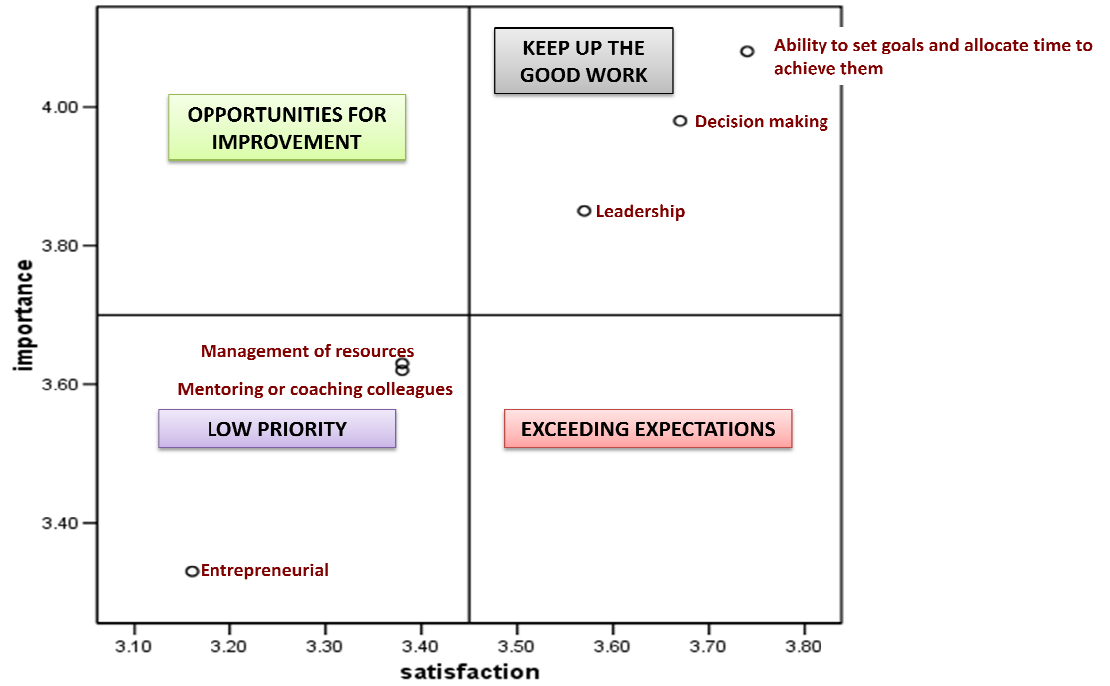 KEEP UP THE
GOOD WORK
Ability to set goals and allocate time to
achieve them
OPPORTUNITIES FOR
IMPROVEMENT
Decision making
Leadership
Management of resources
Mentoring or coaching colleagues
LOW PRIORITY
EXCEEDING EXPECTATIONS
Entrepreneurial
importance
4.00
3.80
3.60
3.40
3.10 3.20 3.30 3.40 3.50 3.60 3.70 3.80
satisfaction